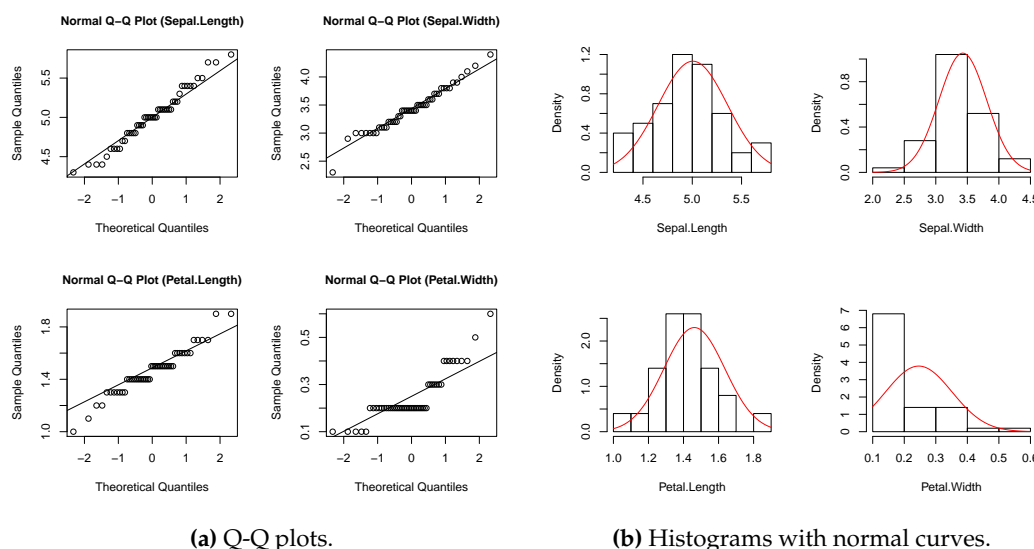 Normal Q−Q Plot (Sepal.Length)
Sample Quantiles
4.5 5.0 5.5
−2 −1 0 1 2
Theoretical Quantiles
Normal Q−Q Plot (Sepal.Width)
Sample Quantiles
2.5 3.0 3.5 4.0
−2 −1 0 1 2
Theoretical Quantiles
Density
0.0 0.4 0.8 1.2
4.5 5.0 5.5
Sepal.Length
Density
0.0 0.4 0.8
2.0 2.5 3.0 3.5 4.0 4.5
Sepal.Width
Normal Q−Q Plot (Petal.Length)
Sample Quantiles
1.0 1.4 1.8
−2 −1 0 1 2
Theoretical Quantiles
Normal Q−Q Plot (Petal.Width)
Sample Quantiles
0.1 0.3 0.5
−2 −1 0 1 2
Theoretical Quantiles
Density
0.0 1.0 2.0
1.0 1.2 1.4 1.6 1.8
Petal.Length
Density
0 1 2 3 4 5 6 7
0.1 0.2 0.3 0.4 0.5 0.6
Petal.Width
(a) Q-Q plots.
(b) Histograms with normal curves.